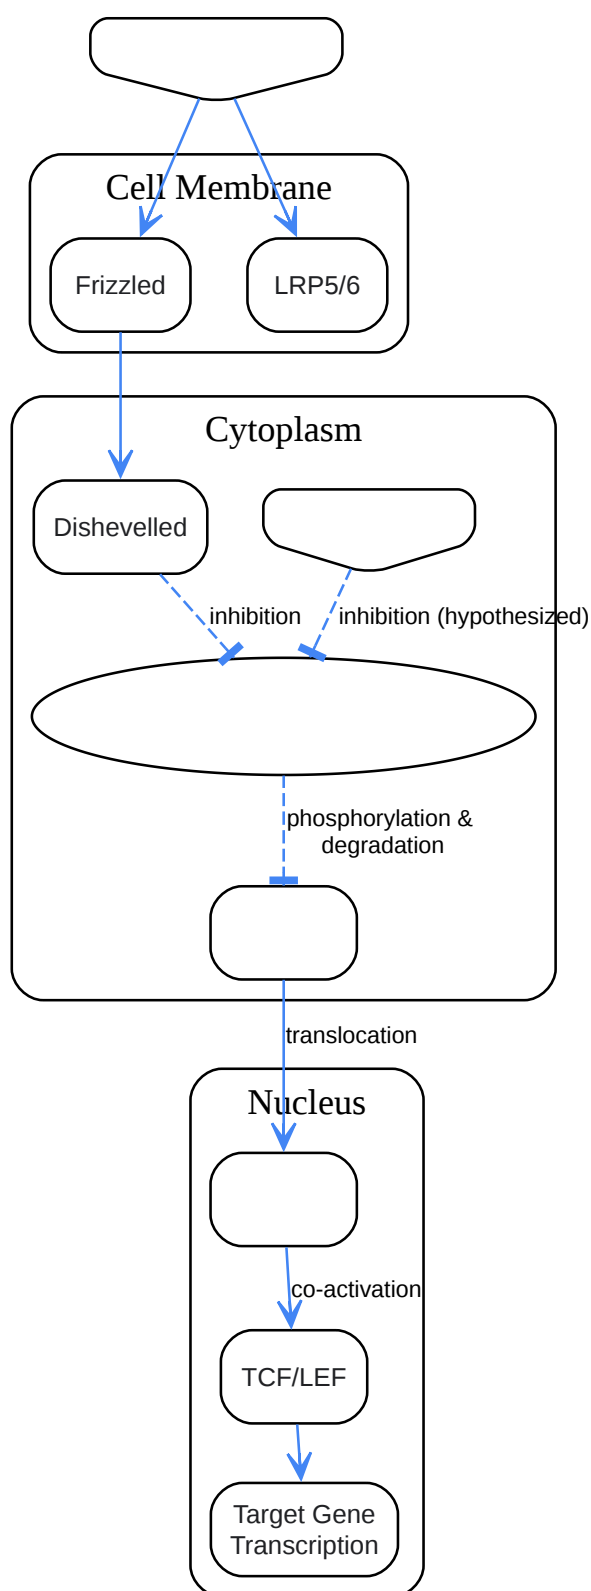 Cell Membrane
Frizzled
LRP5/6
Cytoplasm
Dishevelled
inhibition
inhibition (hypothesized)
phosphorylation &
degradation
translocation
Nucleus
co-activation
TCF/LEF
Target Gene
Transcription